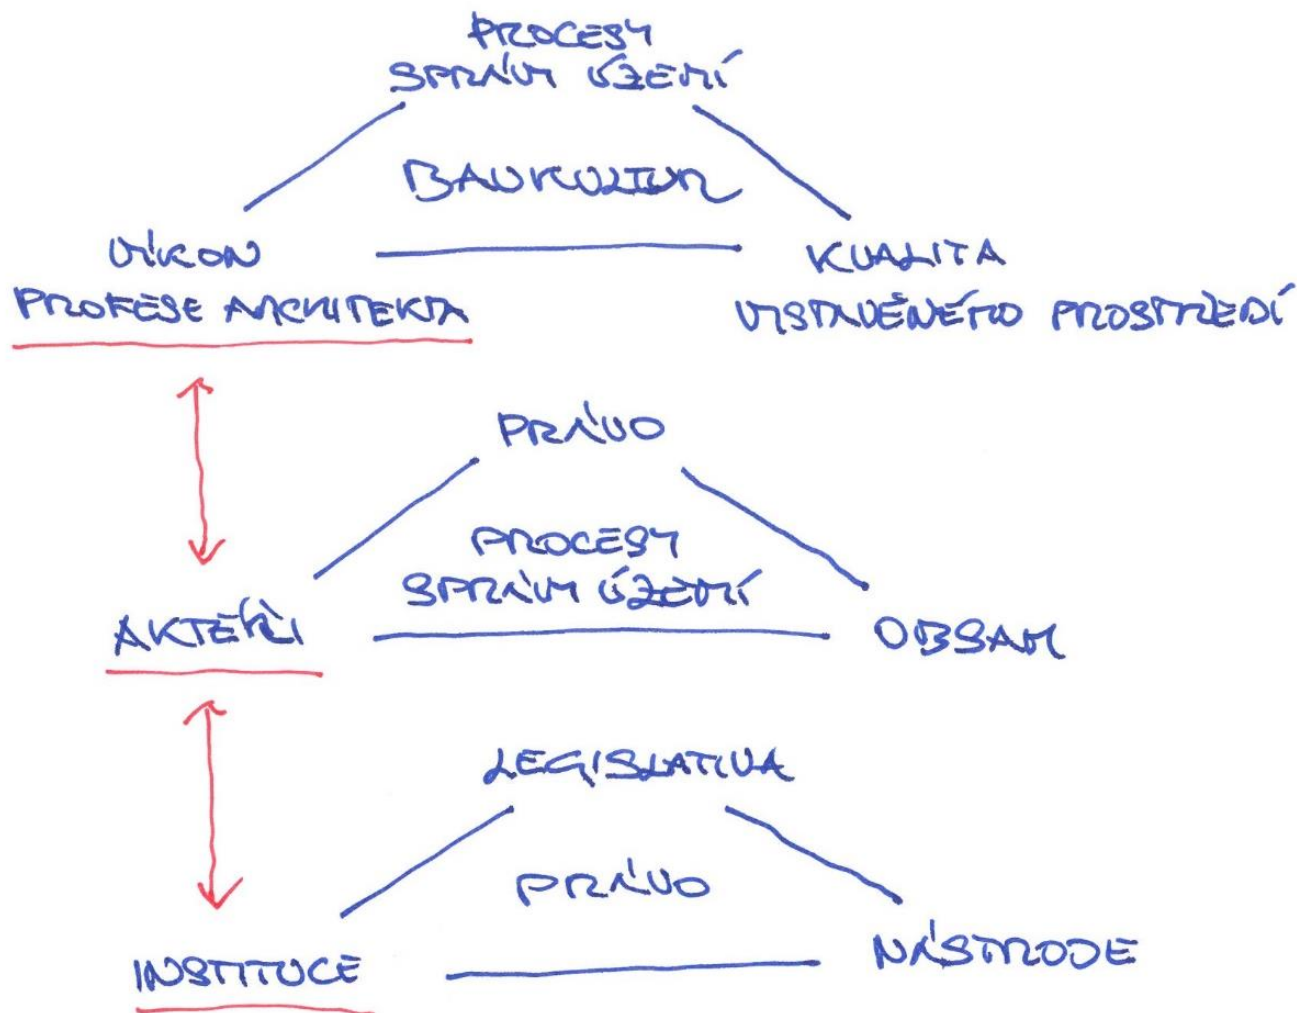 PROCESY
SPRÁVY ÚZEMÍ
BAUKULTUR
VÝKON
PROFESE ARCHITEKTA
KVALITA
VYSTAVĚNÉHO PROSTŘEDÍ
PRÁVO
PROCESY
SPRÁVY ÚZEMÍ
AKTÉŘI
OBSAH
LEGISLATIVA
PRÁVO
INSTITUCE
NÁSTROJE